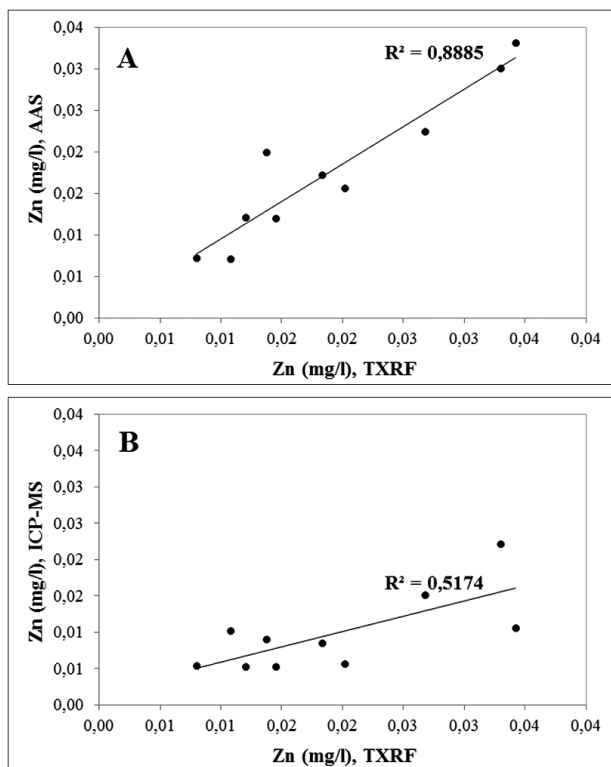 0,04
A
R² = 0,8885
0,03
0,03
0,02
0,02
0,01
0,01
0,00
Zn (mg/l), AAS
0,00 0,01 0,01 0,02 0,02 0,03 0,03 0,04 0,04
Zn (mg/l), TXRF
0,04
B
0,04
0,03
0,03
0,02
R² = 0,5174
0,02
0,01
0,01
0,00
Zn (mg/l), ICP-MS
0,00 0,01 0,01 0,02 0,02 0,03 0,03 0,04 0,04
Zn (mg/l), TXRF